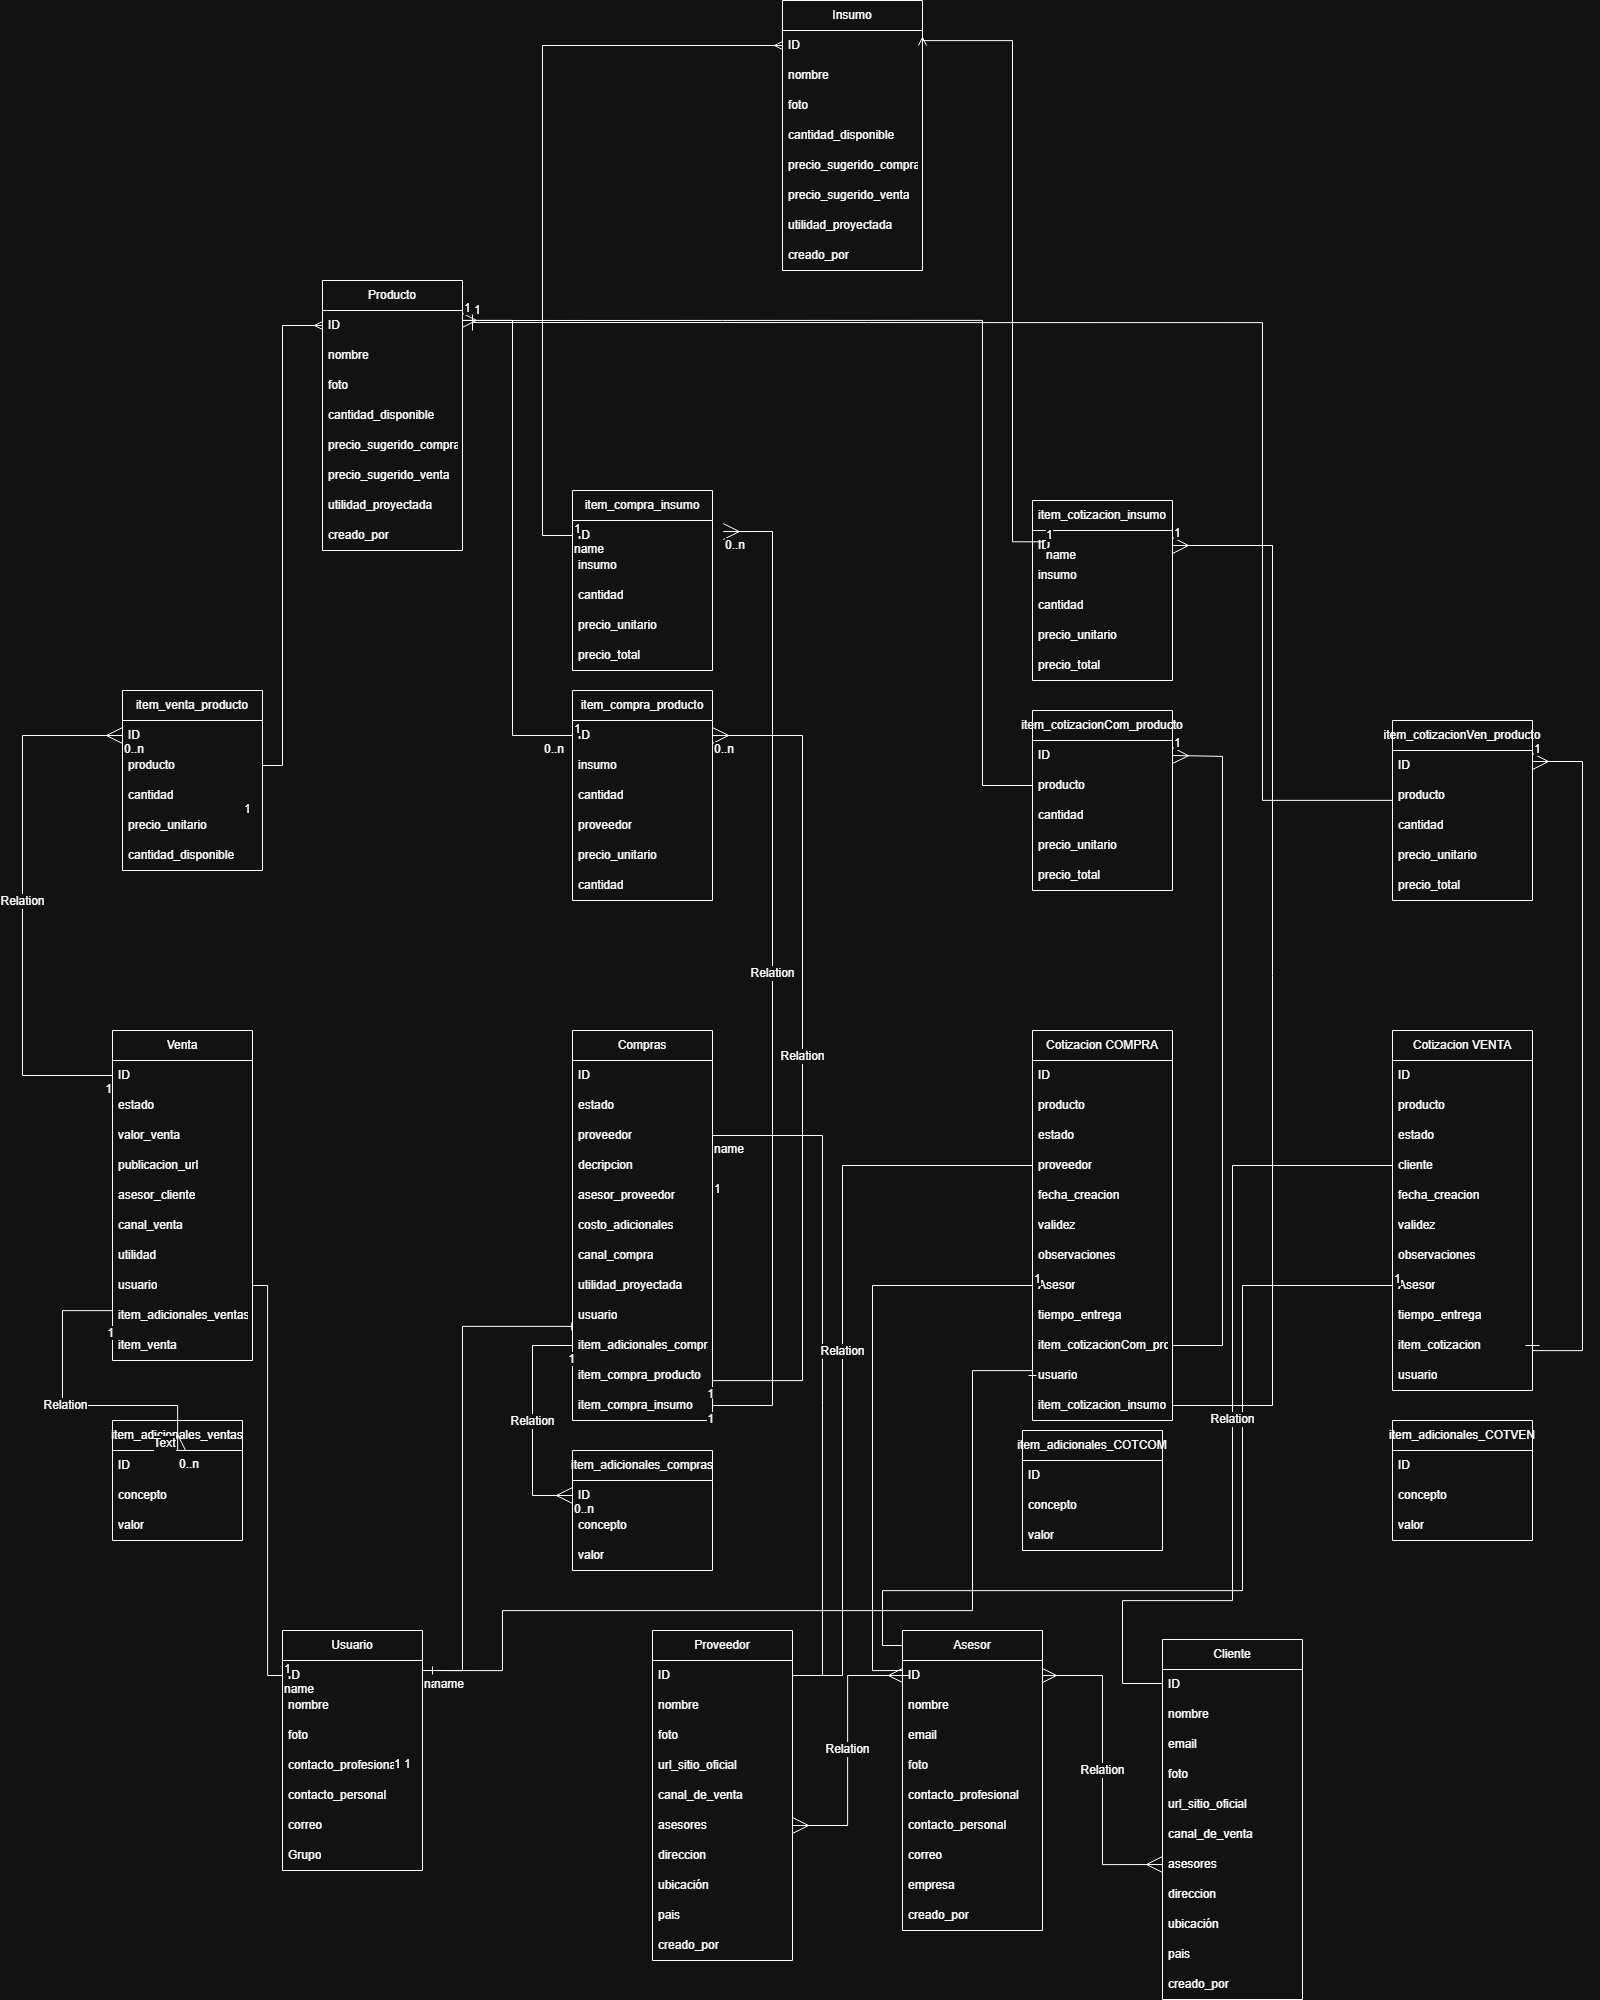 Insumo
ID
nombre
foto
cantidad_disponible
precio_sugerido_compra
precio_sugerido_venta
utilidad_proyectada
creado_por
Producto
1
1
ID
nombre
foto
cantidad_disponible
precio_sugerido_compra
precio_sugerido_venta
utilidad_proyectada
creado_por
item_compra_insumo
1
ID
name
insumo
cantidad
precio_unitario
precio_total
0..n
item_cotizacion_insumo
1
ID
name
1
insumo
cantidad
precio_unitario
precio_total
item_venta_producto
ID
0..n
producto
cantidad
1
precio_unitario
cantidad_disponible
item_compra_producto
1
ID
0..n
0..n
insumo
cantidad
proveedor
precio_unitario
cantidad
item_cotizacionCom_producto
1
ID
producto
cantidad
precio_unitario
precio_total
item_cotizacionVen_producto
1
ID
producto
cantidad
precio_unitario
precio_total
Relation
Relation
Relation
Venta
ID
1
estado
valor_venta
publicacion_url
asesor_cliente
canal_venta
utilidad
usuario
item_adicionales_ventas
1
item_venta
Compras
ID
estado
proveedor
name
decripcion
asesor_proveedor
1
costo_adicionales
canal_compra
utilidad_proyectada
usuario
item_adicionales_compr
1
item_compra_producto
1
item_compra_insumo
1
Cotizacion COMPRA
ID
producto
estado
proveedor
fecha_creacion
validez
observaciones
1
Asesor
tiempo_entrega
item_cotizacionCom_prc
usuario
item_cotizacion_insumo
Cotizacion VENTA
ID
producto
estado
cliente
fecha_creacion
validez
observaciones
1
Asesor
tiempo_entrega
item_cotizacion
usuario
Relation
Relation
Relation
Relation
item_adicionales_ventas
Text
ID
0..n
concepto
valor
item_adicionales_compras
ID
0..n
concepto
valor
item_adicionales_COTCOM
ID
concepto
valor
item_adicionales_COTVEN
ID
concepto
valor
Usuario
1
ID
name
name
nombre
foto
contacto_profesiona
1 1
contacto_personal
correo
Grupo
Proveedor
ID
nombre
foto
url_sitio_oficial
canal_de_venta
asesores
direccion
ubicación
pais
creado_por
Relation
Asesor
ID
nombre
email
foto
contacto_profesional
contacto_personal
correo
empresa
creado_por
Relation
Cliente
ID
nombre
email
foto
url_sitio_oficial
canal_de_venta
asesores
direccion
ubicación
pais
creado_por